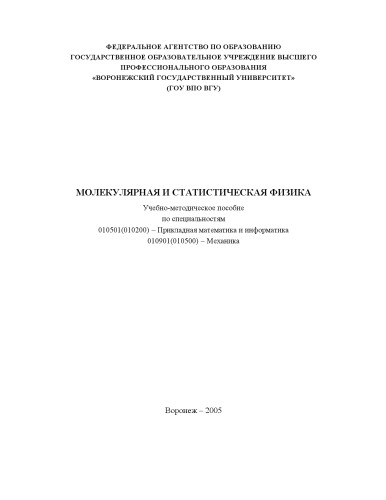 ФЕДЕРАЛЬНОЕ АГЕНТСТВО ПО ОБРАЗОВАНИЮ
ГОСУДАРСТВЕННОЕ ОБРАЗОВАТЕЛЬНОЕ УЧРЕЖДЕНИЕ ВЫСШЕГО
ПРОФЕССИОНАЛЬНОГО ОБРАЗОВАНИЯ
«ВОРОНЕЖСКИЙ ГОСУДАРСТВЕННЫЙ УНИВЕРСИТЕТ»
(ГОУ ВПО ВГУ)
МОЛЕКУЛЯРНАЯ И СТАТИСТИЧЕСКАЯ ФИЗИКА
Учебно-методическое пособие
по специальностям
010501(010200) – Прикладная математика и информатика
010901(010500) – Механика
Воронеж – 2005